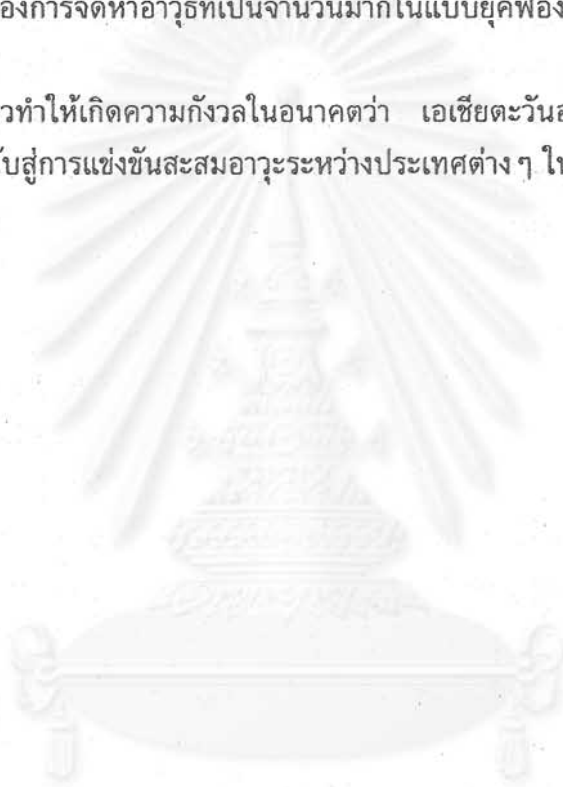 องการจัดหาอาวุธที่เป็นจำนวนมากในแบบยุคฟอง
วทำให้เกิดความกังวลในอนาคตว่า เอเชียตะวันอ
บสู่การแข่งขันสะสมอาวุะระหว่างประเทศต่าง ๆ ใน